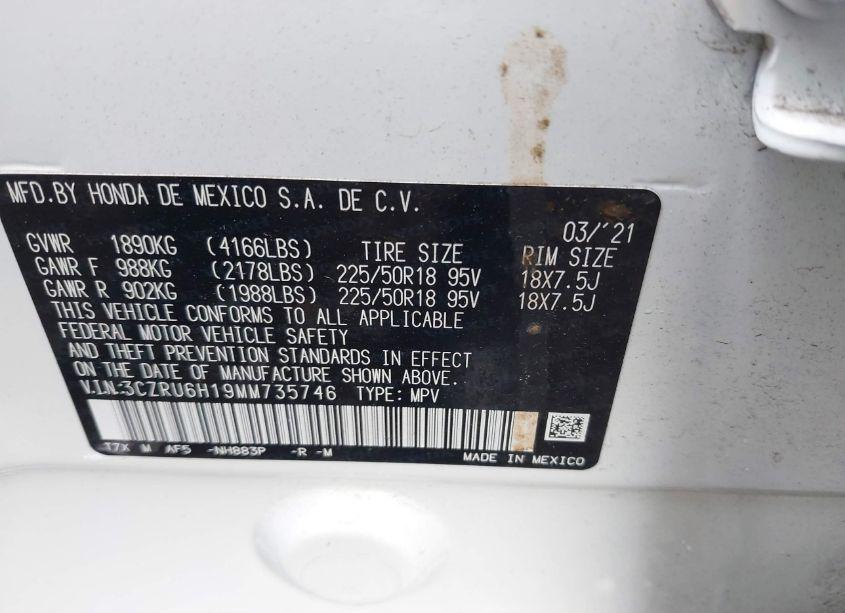 MFD.BY HONDA DE MEXICO S.A. DE C.V.
03/'21
GVWR 1890KG (4166LBS) TIRE SIZE RIM SIZE
GAWR F 988KG (2178LBS) 225/50R18 95V 18X7.5J
GAWR R 902KG (1988LBS) 225/50R18 95V 18X7.5J
THIS VEHICLE CONFORMS TO ALL APPLICABLE
FEDERAL MOTOR VEHICLE SAFETY
AND THEFT PREVENTION STANDARDS IN EFFECT
ON THE DATE OF MANUFACTURE SHOWN ABOVE.
V.I.N:3CZRU6H19MM735746 TYPE: MPV
T7X M AF5 -NH883P -R -M
MADE IN MEXICO